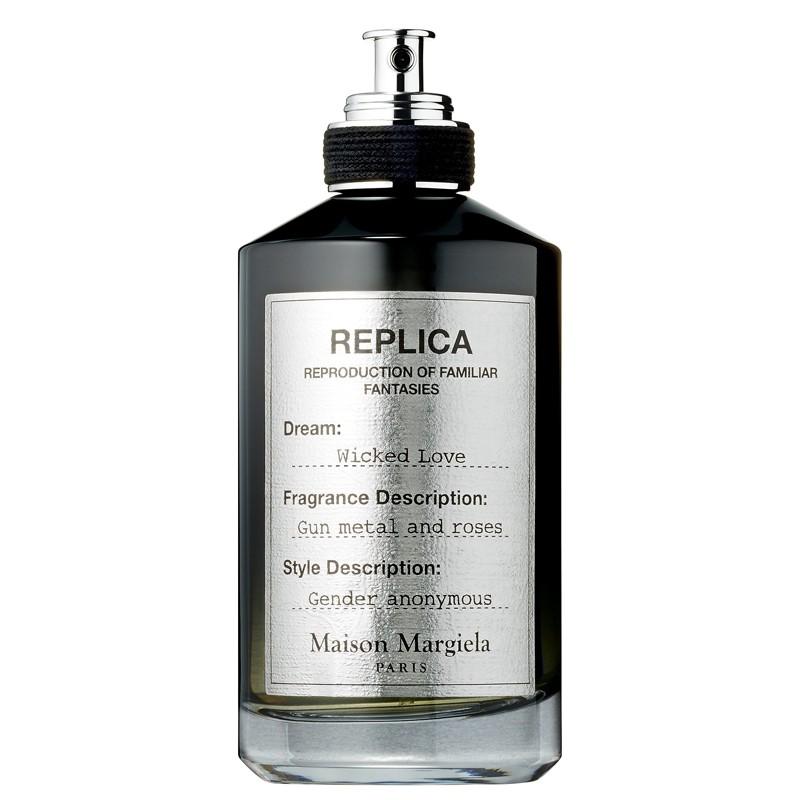 REPLICA
REPRODUCTION OF FAMILIAR
FANTASIES
Dream:
Wicked Love
Fragrance Description:
Gun metal and roses
Style Description:
Gender anonymous
Maison Margiela
PARIS